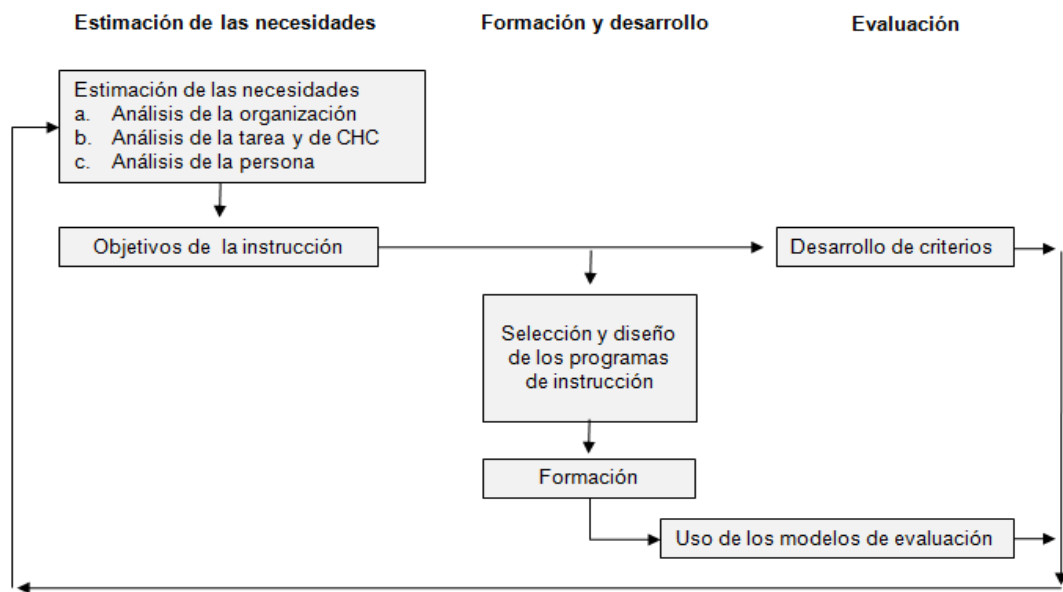 Estimación de las necesidades
Formación y desarrollo
Evaluación
Estimación de las necesidades
a. Análisis de la organización
b. Análisis de la tarea y de CHC
c. Análisis de la persona
Objetivos de la instrucción
Desarrollo de criterios
Selección y diseño
de los programas
de instrucción
Formación
Uso de los modelos de evaluación